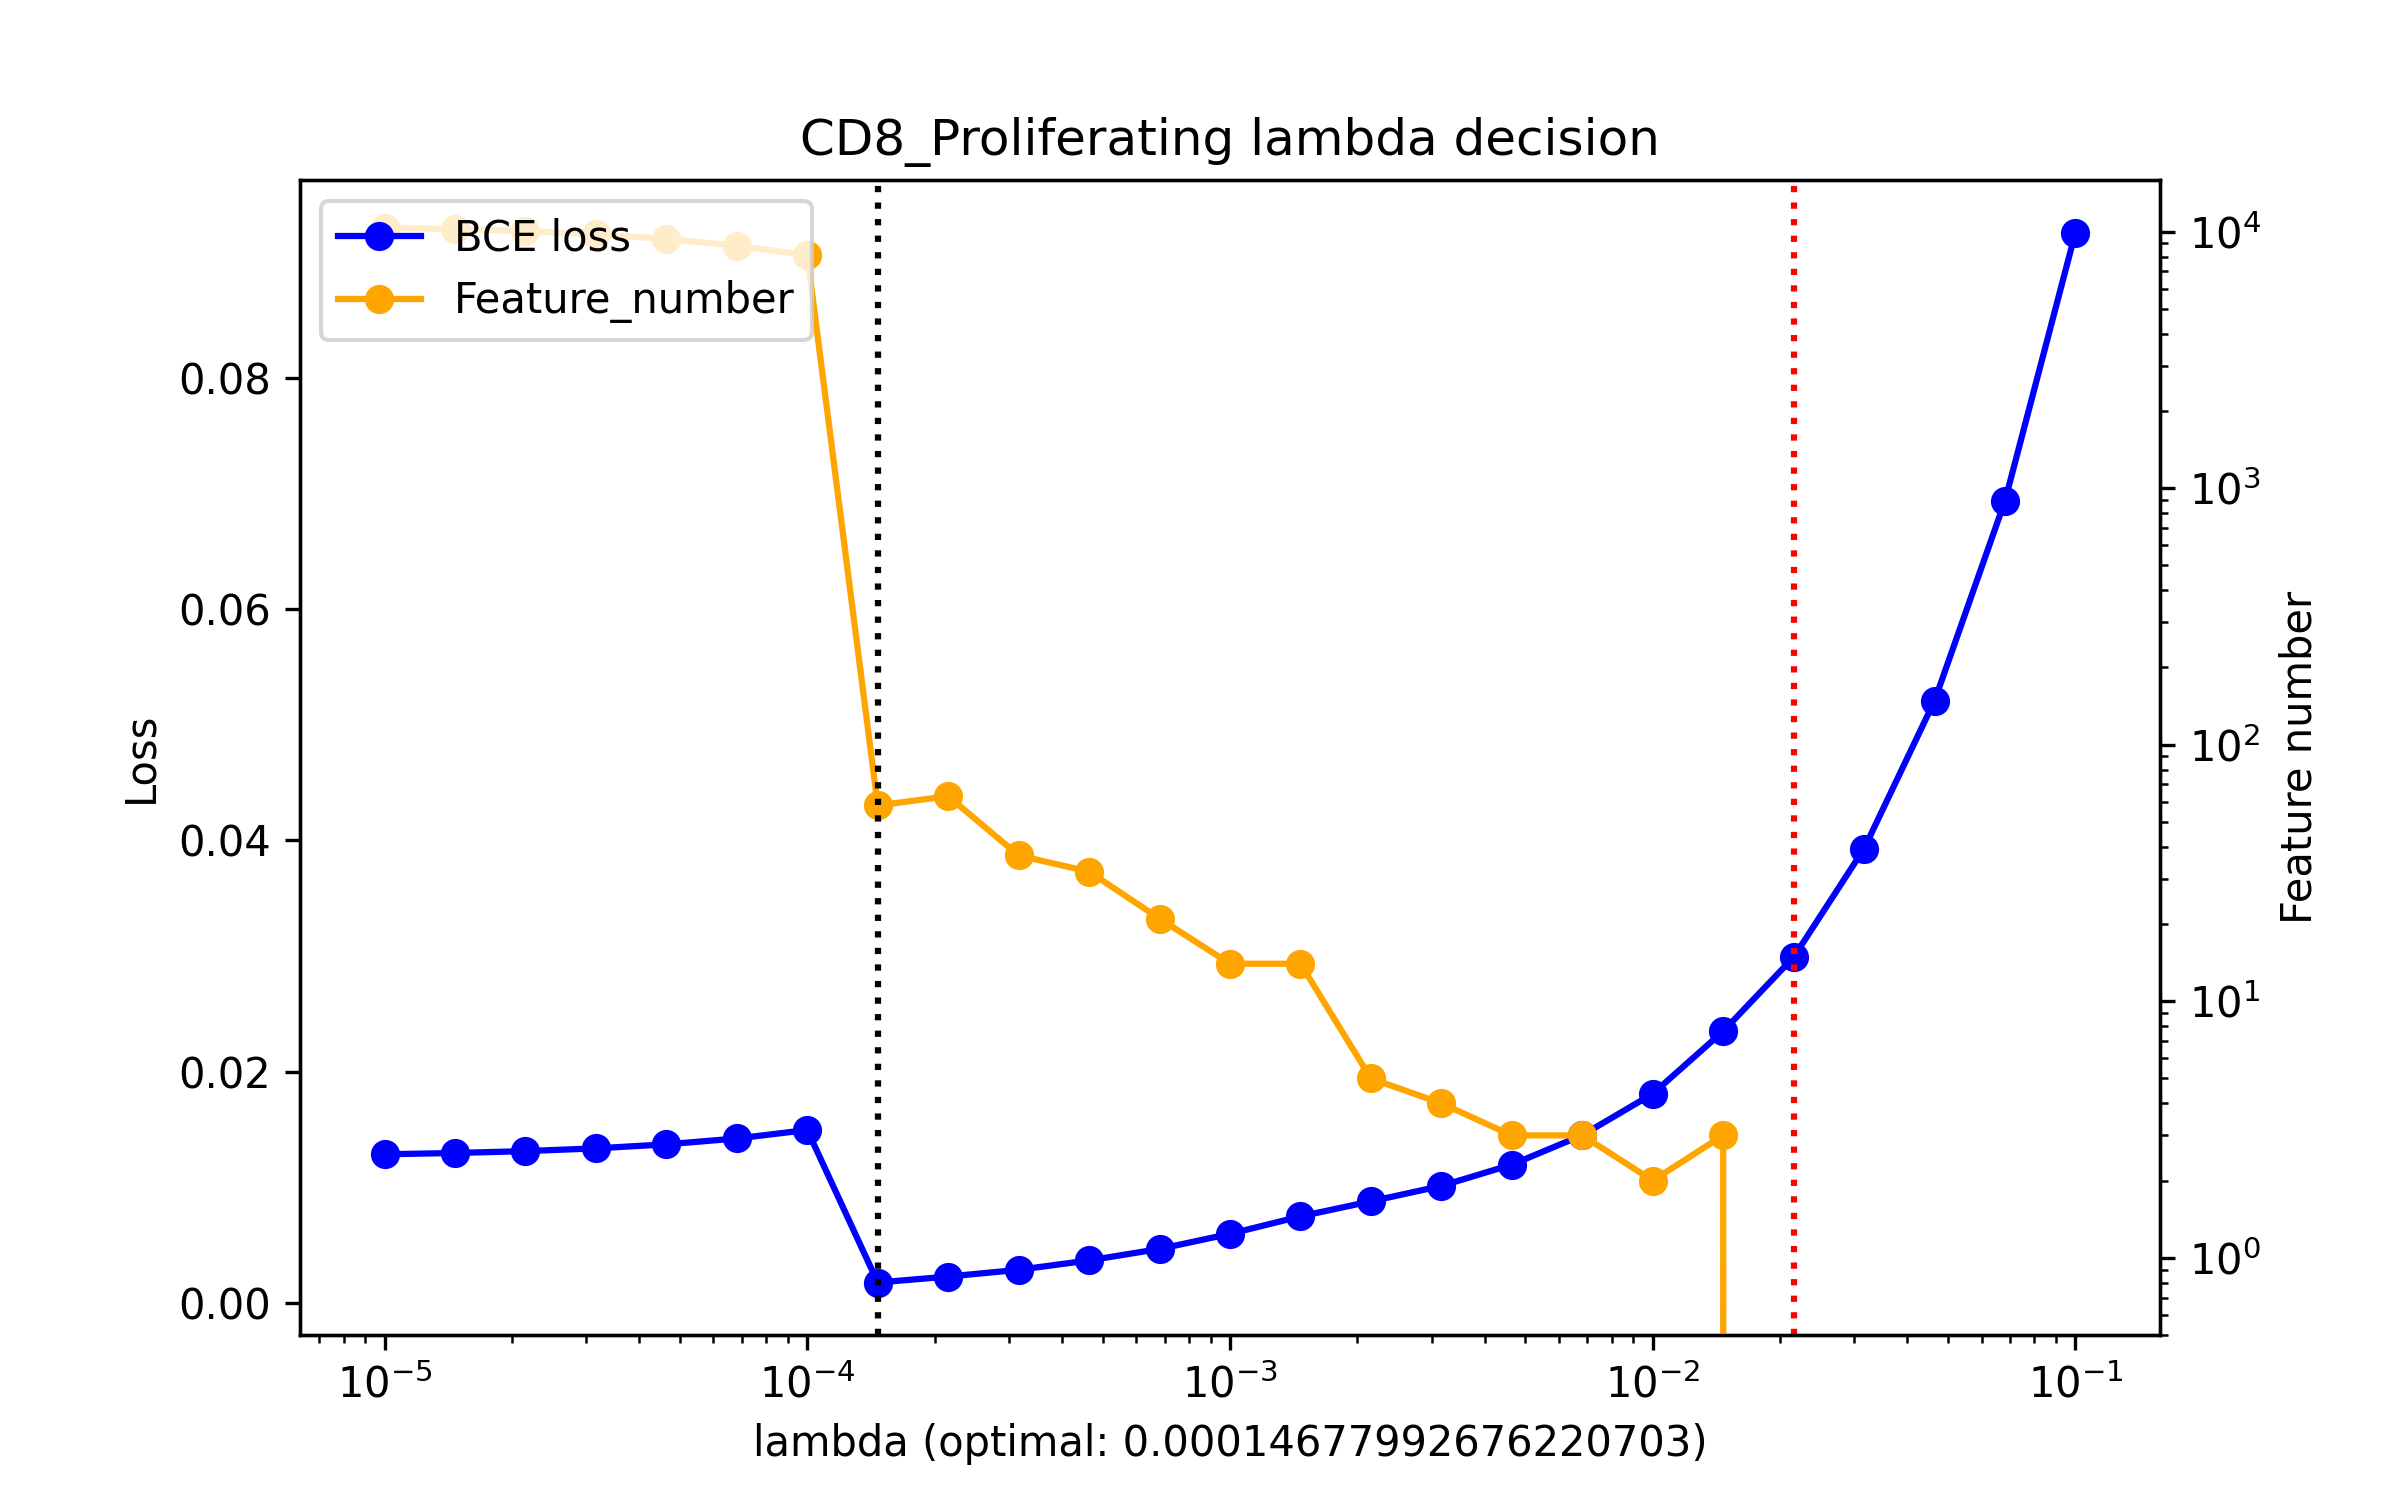 CD8_Proliferating lambda decision
BCE loss
Feature_number
0.08
0.06
0.04
0.02
0.00
Loss
10⁴
10³
10²
10¹
10⁰
Feature number
10⁻⁵ 10⁻⁴ 10⁻³ 10⁻² 10⁻¹
lambda (optimal: 0.00014677992676220703)